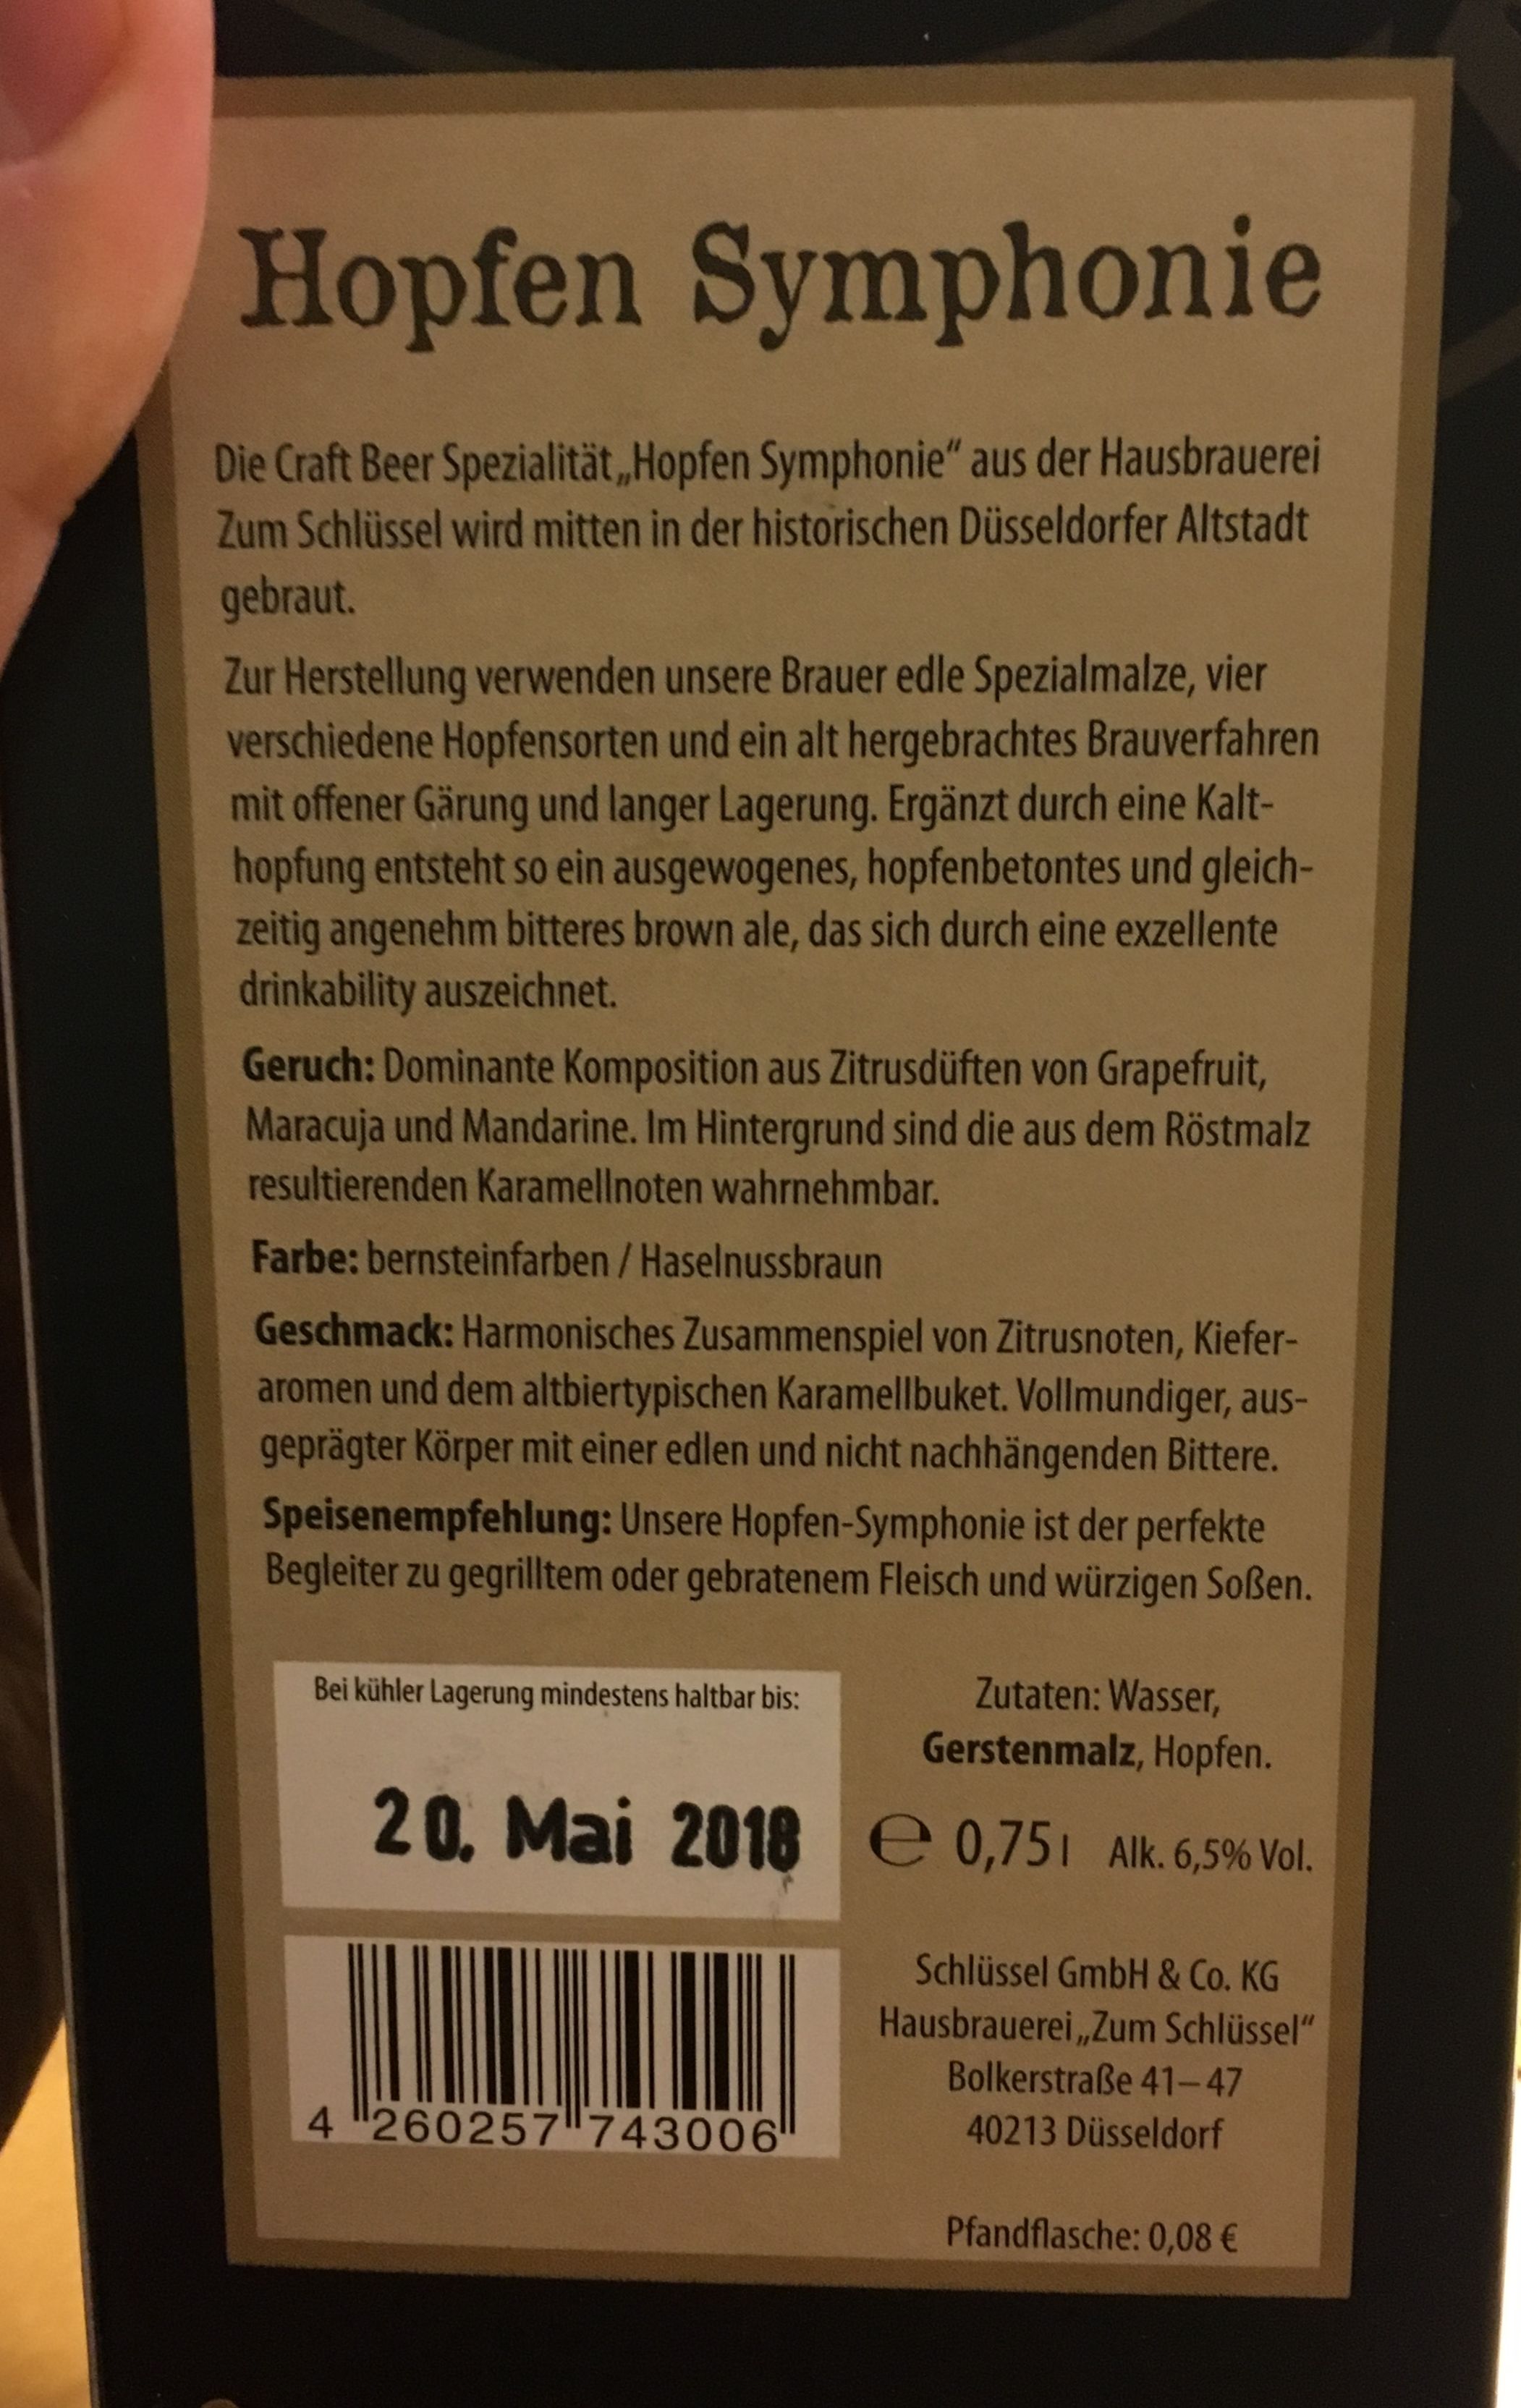 Hopfen Symphonie
Die Craft Beer Spezialität „Hopfen Symphonie“ aus der Hausbrauerei
Zum Schlüssel wird mitten in der historischen Düsseldorfer Altstadt
gebraut.
Zur Herstellung verwenden unsere Brauer edle Spezialmalze, vier
verschiedene Hopfensorten und ein alt hergebrachtes Brauverfahren
mit offener Gärung und langer Lagerung. Ergänzt durch eine Kalt-
hopfung entsteht so ein ausgewogenes, hopfenbetontes und gleich-
zeitig angenehm bitteres brown ale, das sich durch eine exzellente
drinkability auszeichnet.
Geruch: Dominante Komposition aus Zitrusdüften von Grapefruit,
Maracuja und Mandarine. Im Hintergrund sind die aus dem Röstmalz
resultierenden Karamellnoten wahrnehmbar.
Farbe: bernsteinfarben / Haselnussbraun
Geschmack: Harmonisches Zusammenspiel von Zitrusnoten, Kiefer-
aromen und dem altbiertypischen Karamellbuket. Vollmundiger, aus-
geprägter Körper mit einer edlen und nicht nachhängenden Bittere.
Speisenempfehlung: Unsere Hopfen-Symphonie ist der perfekte
Begleiter zu gegrilltem oder gebratenem Fleisch und würzigen Soßen.
Bei kühler Lagerung mindestens haltbar bis:
20. Mai 2018
Zutaten: Wasser,
Gerstenmalz, Hopfen.
e 0,75 l Alk. 6,5% Vol.
4 260257 743006
Schlüssel GmbH & Co. KG
Hausbrauerei „Zum Schlüssel“
Bolkerstraße 41– 47
40213 Düsseldorf
Pfandflasche: 0,08 €